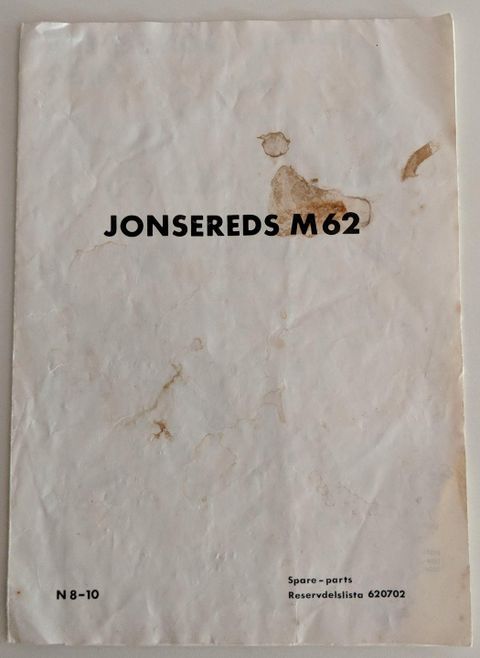 JONSEREDS M62
N 8-10
Spare-parts
Reservdelslista 620702